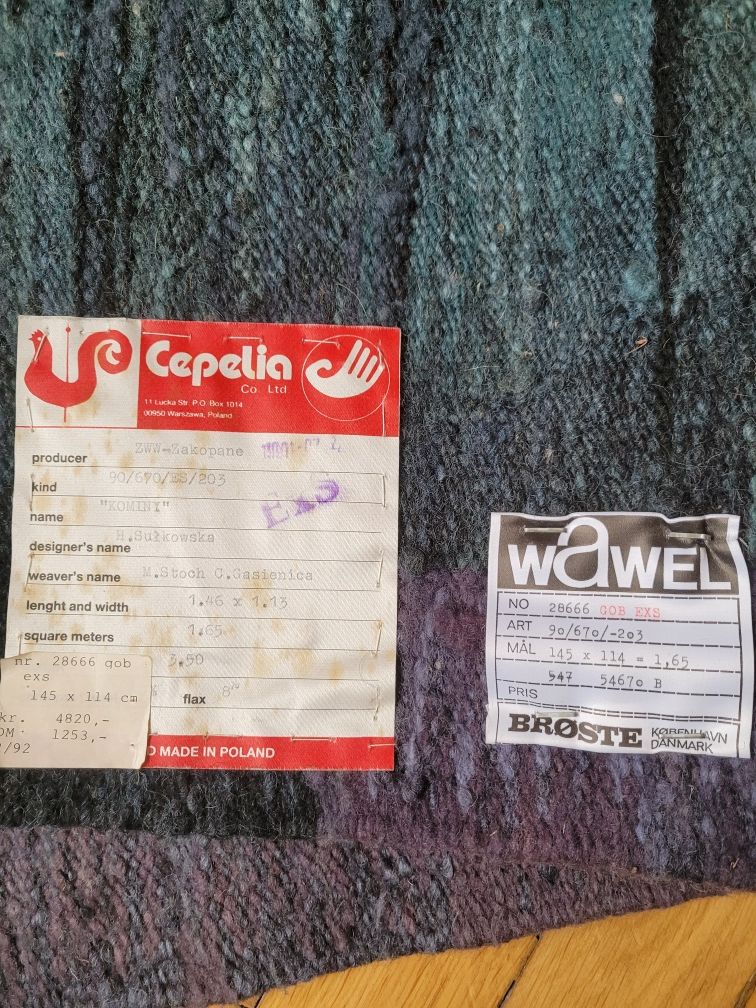 Cepelia
Co. Ltd
11 Lucka Str. P.O. Box 1014
00950 Warszawa, Poland
producer ZWW-Zakopane
kind 90/670/ES/203
name "KOMINY"
Exs
designer's name H.Sułkowska
weaver's name M.Stoch C.Gasienica
lenght and width 1.46 x 1.13
square meters 1.65
3.50
flax 8%
MADE IN POLAND
nr. 28666 gob
exs
145 x 114 cm
kr. 4820,-
DM 1253,-
/92
WaWEL
NO 28666 GOB EXS
ART 90/670/-203
MÅL 145 x 114 = 1,65
547 54670 B
PRIS
BRØSTE KØBENHAVN
DANMARK